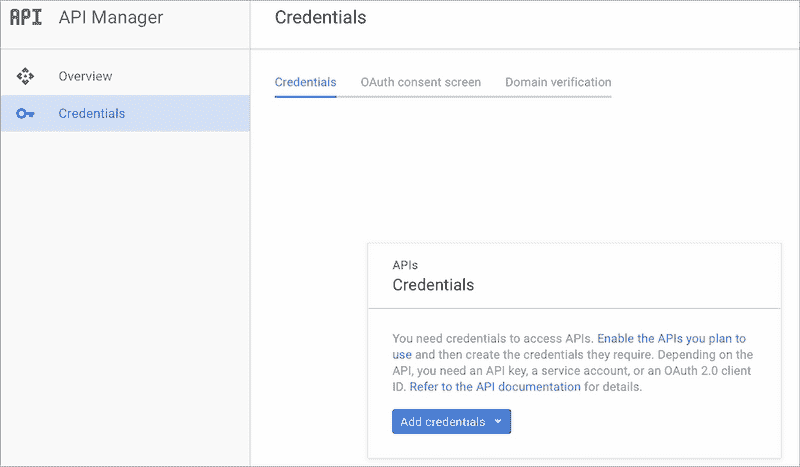 API API Manager
Credentials
Overview
Credentials
Credentials OAuth consent screen Domain verification
APIs
Credentials
You need credentials to access APIs. Enable the APIs you plan to
use and then create the credentials they require. Depending on the
API, you need an API key, a service account, or an OAuth 2.0 client
ID. Refer to the API documentation for details.
Add credentials